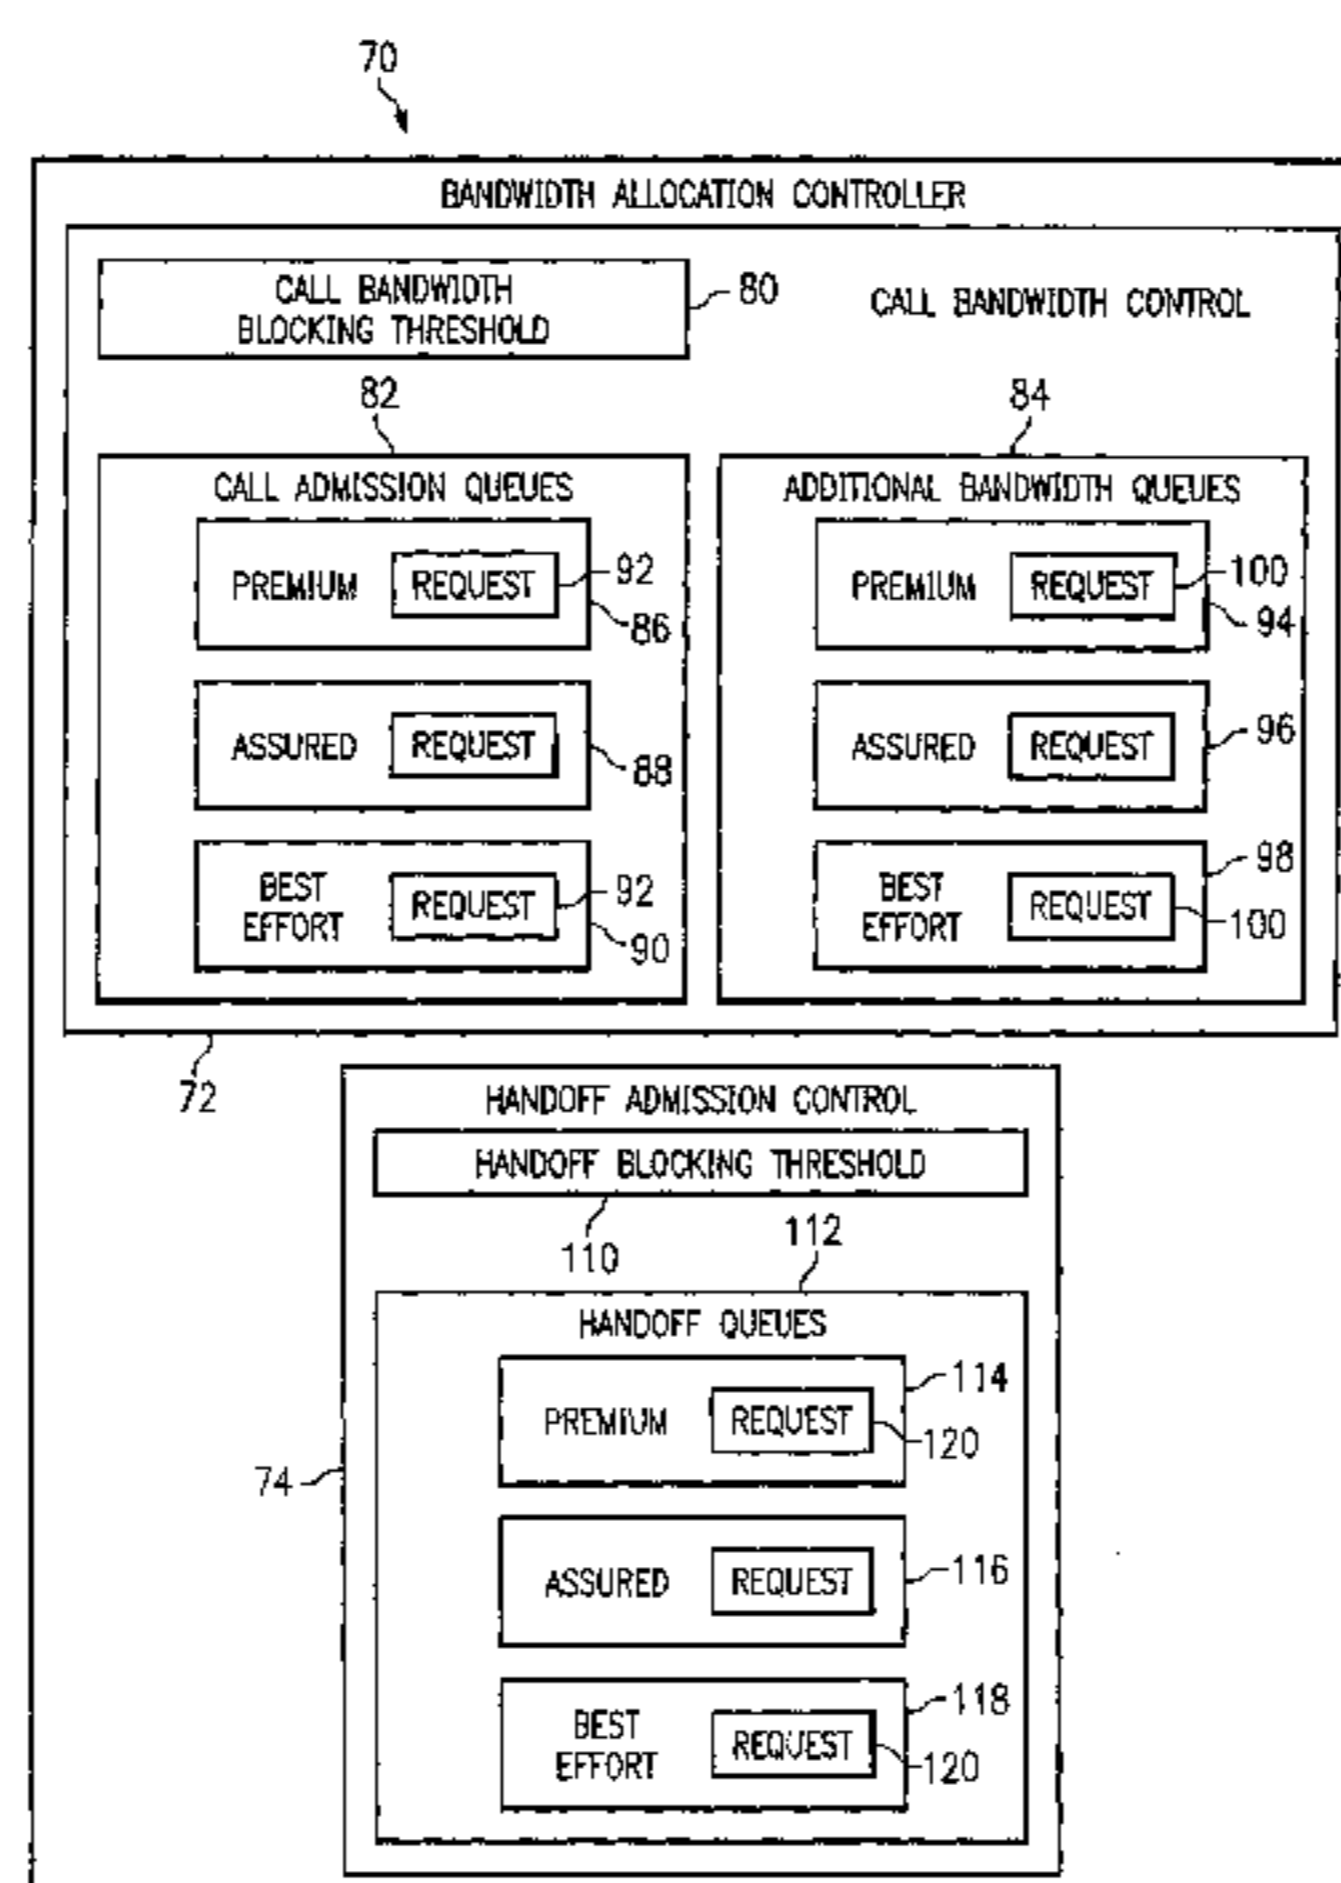 70
BANDWIDTH ALLOCATION CONTROLLER
CALL BANDWIDTH
BLOCKING THRESHOLD
80
CALL BANDWIDTH CONTROL
82
84
CALL ADMISSION QUEUES
PREMIUM
REQUEST
92
86
ASSURED
REQUEST
88
BEST
EFFORT
REQUEST
92
90
ADDITIONAL BANDWIDTH QUEUES
PREMIUM
REQUEST
100
94
ASSURED
REQUEST
96
BEST
EFFORT
REQUEST
98
100
72
HANDOFF ADMISSION CONTROL
HANDOFF BLOCKING THRESHOLD
110
112
HANDOFF QUEUES
PREMIUM
REQUEST
114
120
74
ASSURED
REQUEST
116
BEST
EFFORT
REQUEST
118
120